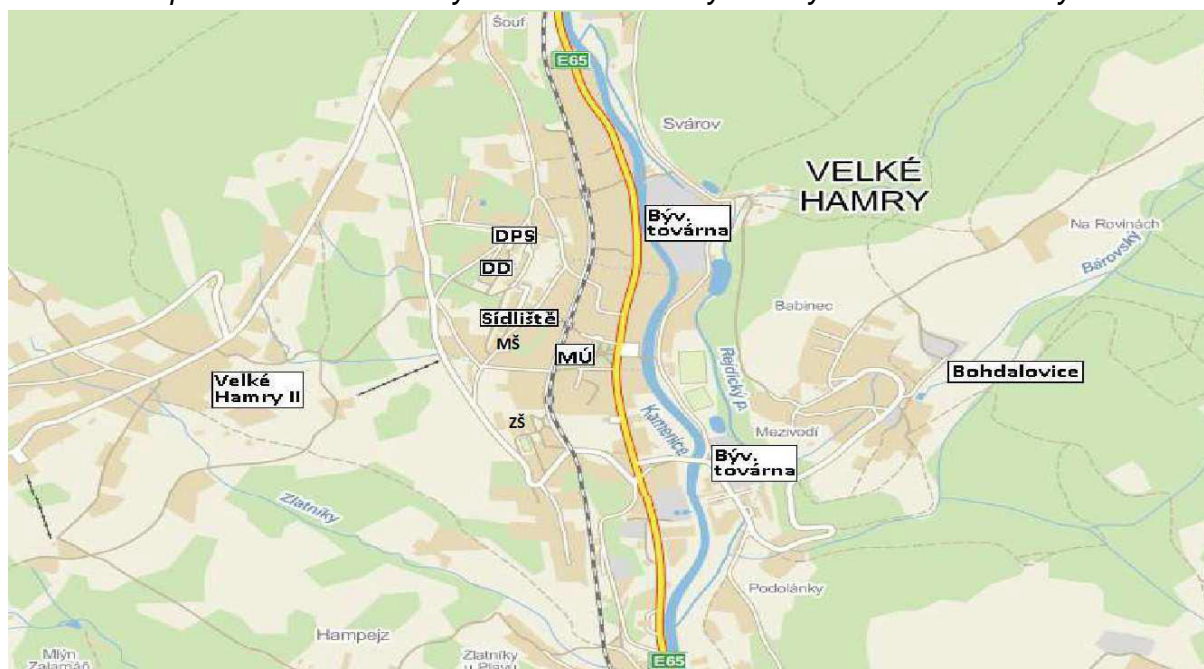 Šouf
E65
Svárov
VELKÉ
HAMRY
Býv.
továrna
Na Rovinách
Bárovský
DPS
DD
Babinec
Sídliště
MŠ
MÚ
Rejdický p.
Bohdalovice
Velké
Hamry II
ZŠ
Kamenice
Mezivodí
Býv.
továrna
Zlatníky
Podolánky
Hampejz
Mlýn
Zlatníky
E65